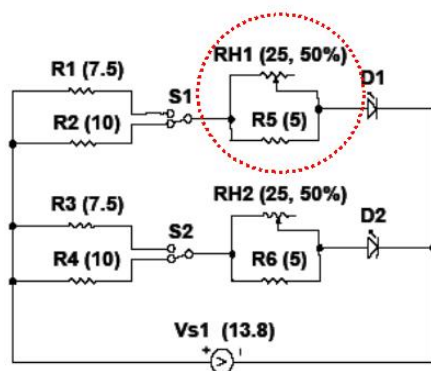 RH1 (25, 50%)
R1 (7.5)
D1
S1
R2 (10)
R5 (5)
RH2 (25, 50%)
R3 (7.5)
D2
S2
R4 (10)
R6 (5)
Vs1 (13.8)
+
V